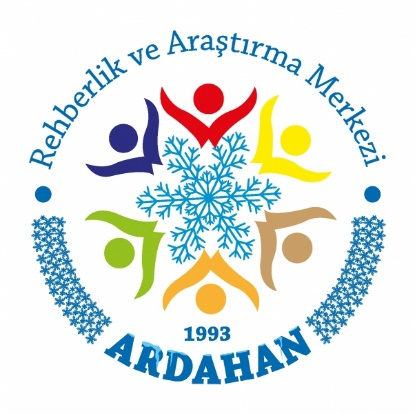 Rehberlik ve Araştırma Merkezi
1993
ARDAHAN